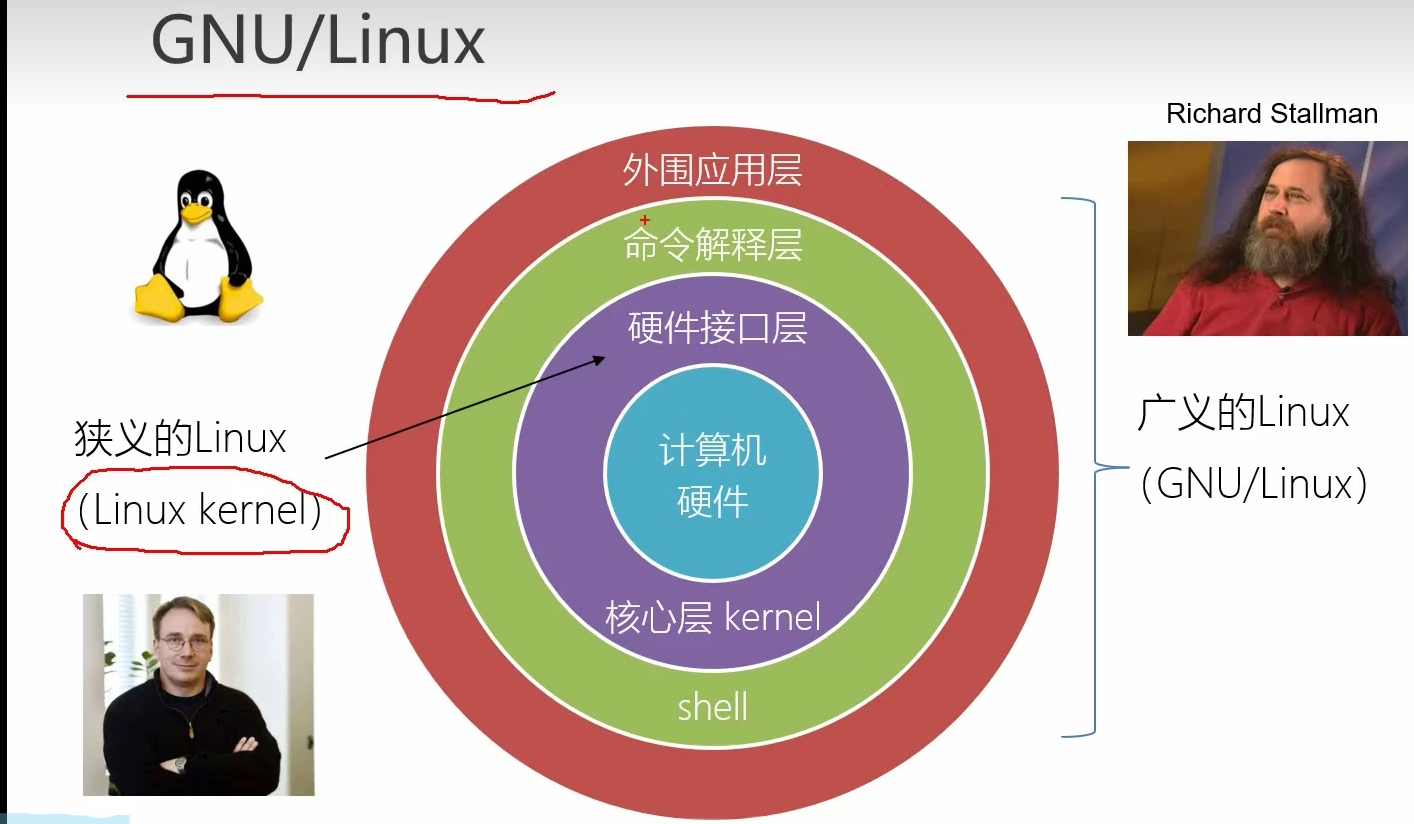 GNU/Linux
Richard Stallman
外围应用层
命令解释层
硬件接口层
计算机
硬件
核心层 kernel
shell
狭义的Linux
（Linux kernel）
广义的Linux
（GNU/Linux）